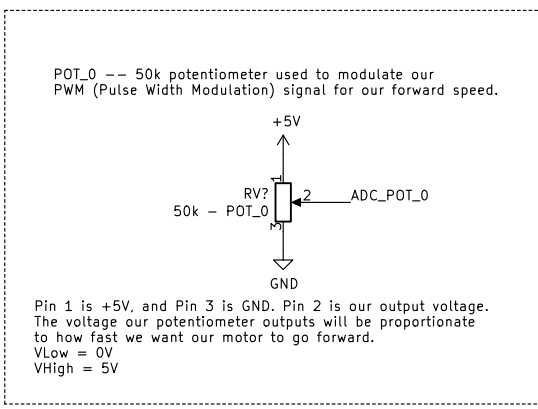 POT_0 -- 50k potentiometer used to modulate our
PWM (Pulse Width Modulation) signal for our forward speed.
+5V
1
RV?
2
ADC_POT_0
50k - POT_0
3
GND
Pin 1 is +5V, and Pin 3 is GND. Pin 2 is our output voltage.
The voltage our potentiometer outputs will be proportionate
to how fast we want our motor to go forward.
VLow = 0V
VHigh = 5V